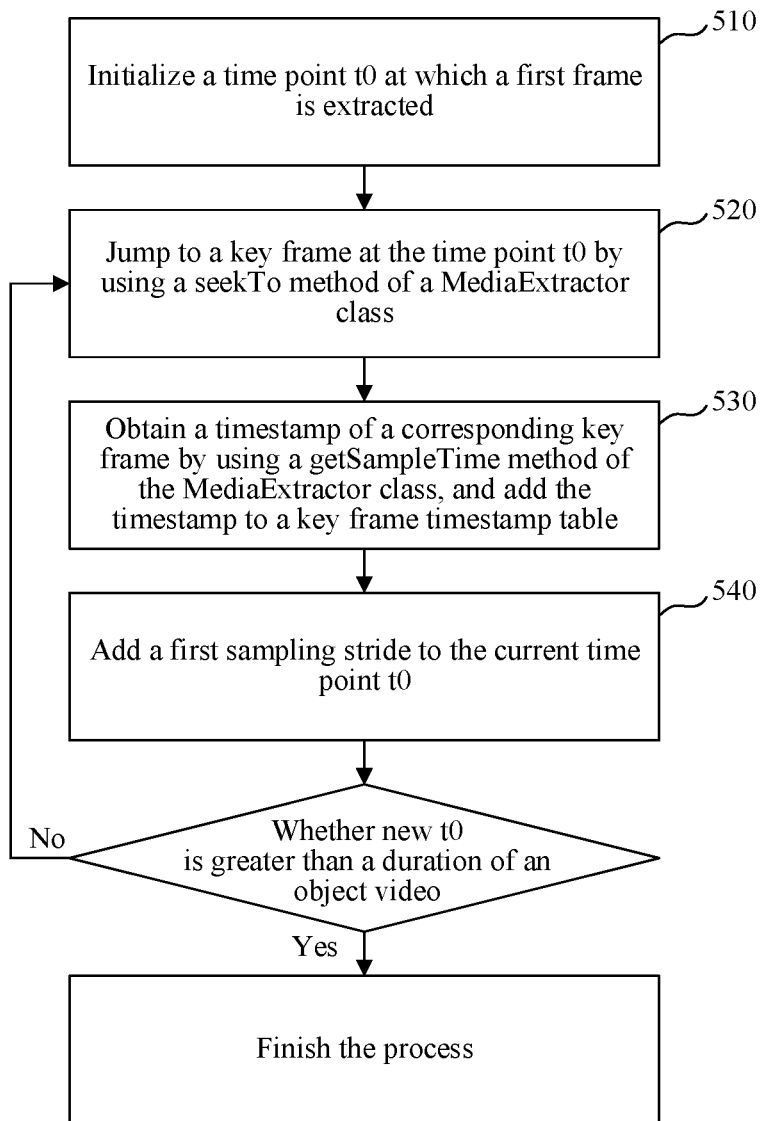 510
Initialize a time point t0 at which a first frame
is extracted
520
Jump to a key frame at the time point t0 by
using a seekTo method of a MediaExtractor
class
530
Obtain a timestamp of a corresponding key
frame by using a getSampleTime method of
the MediaExtractor class, and add the
timestamp to a key frame timestamp table
540
Add a first sampling stride to the current time
point t0
No
Whether new t0
is greater than a duration of an
object video
Yes
Finish the process